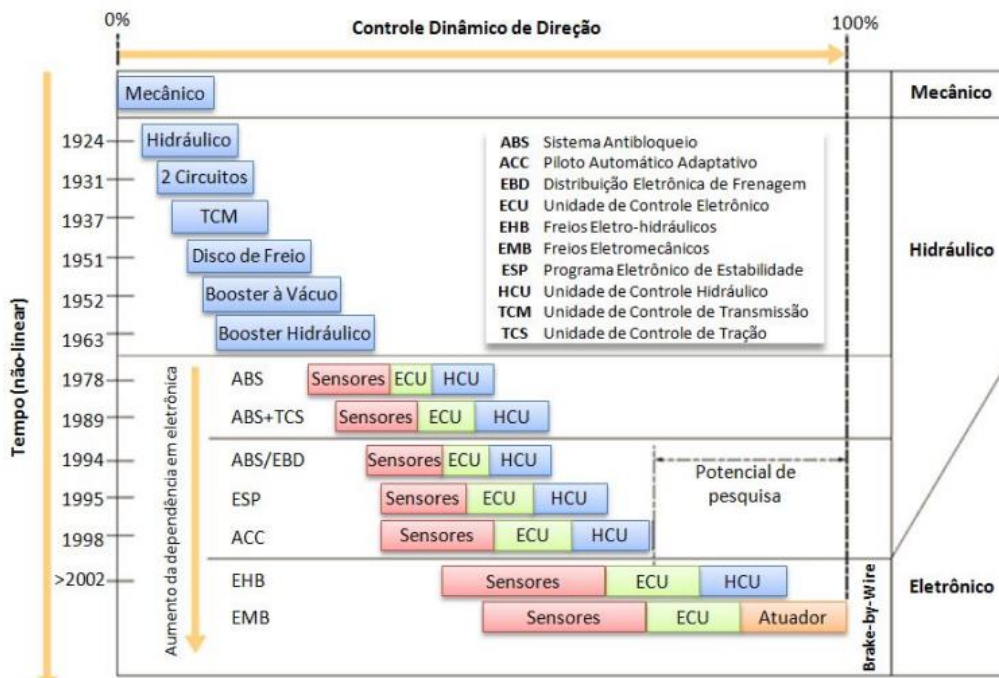 0%
Controle Dinâmico de Direção
100%
Mecânico
Mecânico
1924
Hidráulico
1931
2 Circuitos
1937
TCM
1951
Disco de Freio
1952
Booster à Vácuo
1963
Booster Hidráulico
ABS Sistema Antibloqueio
ACC Piloto Automático Adaptativo
EBD Distribuição Eletrônica de Frenagem
ECU Unidade de Controle Eletrônico
EHB Freios Eletro-hidráulicos
EMB Freios Eletromecânicos
ESP Programa Eletrônico de Estabilidade
HCU Unidade de Controle Hidráulico
TCM Unidade de Controle de Transmissão
TCS Unidade de Controle de Tração
Hidráulico
Tempo (não-linear)
Aumento da dependência em eletrônica
1978
ABS Sensores ECU HCU
1989
ABS+TCS Sensores ECU HCU
1994
ABS/EBD Sensores ECU HCU
Potencial de
pesquisa
1995
ESP Sensores ECU HCU
1998
ACC Sensores ECU HCU
>2002
EHB Sensores ECU HCU
EMB Sensores ECU Atuador
Brake-by-Wire
Eletrônico